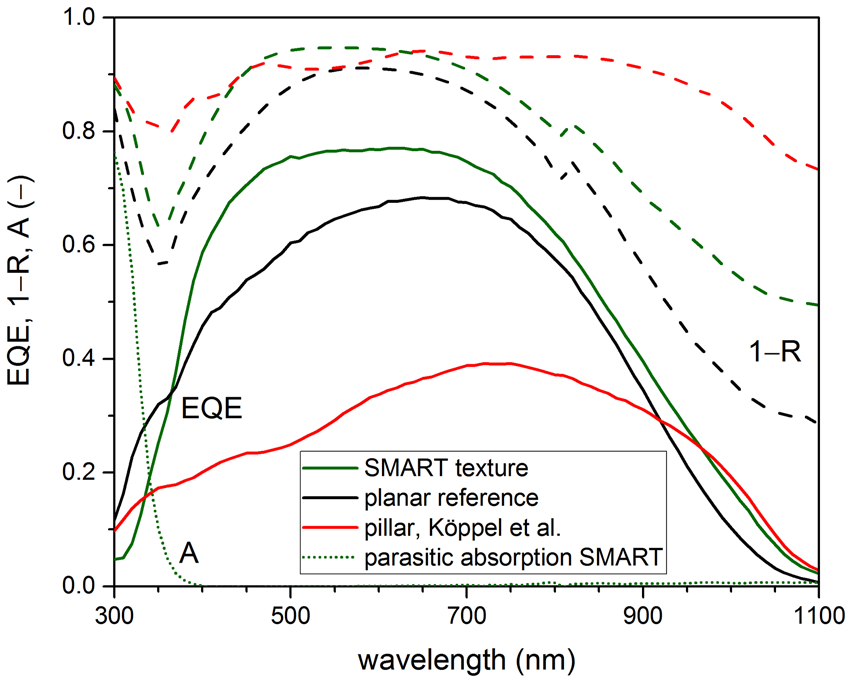 EQE, 1−R, A (−)
1.0
0.8
0.6
0.4
0.2
0.0
1−R
EQE
A
SMART texture
planar reference
pillar, Köppel et al.
parasitic absorption SMART
300
500
700
900
1100
wavelength (nm)